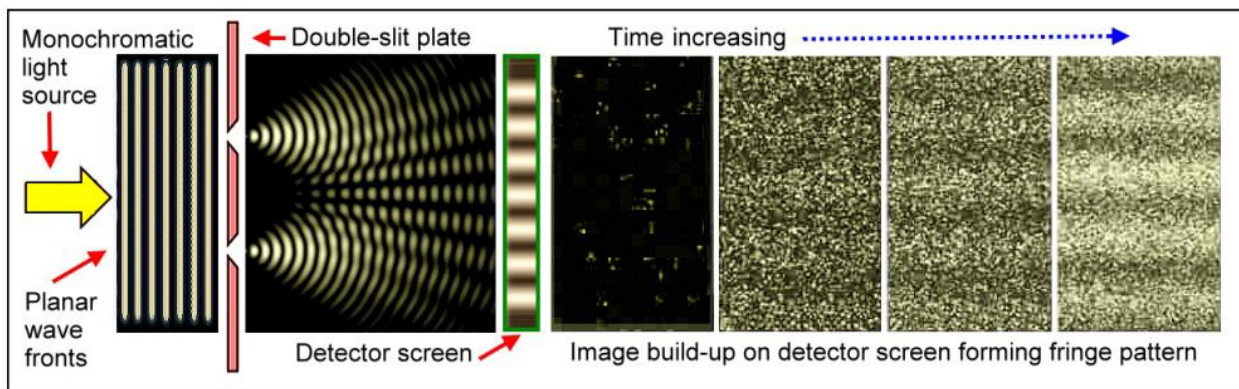 Monochromatic
light
source
Double-slit plate
Time increasing
Planar
wave
fronts
Detector screen
Image build-up on detector screen forming fringe pattern